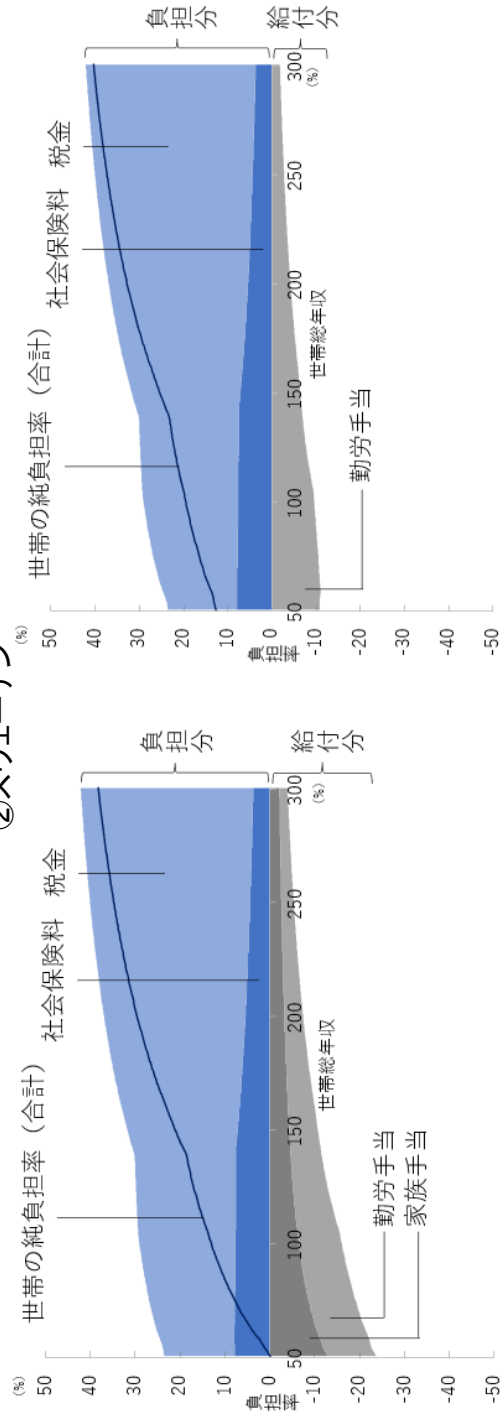 ②スウェーデン
(%)
50
40
30
20
10
0
-10
-20
-30
-40
-50
負担率
世帯の純負担率（合計）
社会保険料
税金
負担分
給付分
50
100
150
200
250
300
(%)
世帯総年収
勤労手当
家族手当
(%)
50
40
30
20
10
0
-10
-20
-30
-40
-50
負担率
世帯の純負担率（合計）
社会保険料
税金
負担分
給付分
50
100
150
200
250
300
(%)
世帯総年収
勤労手当